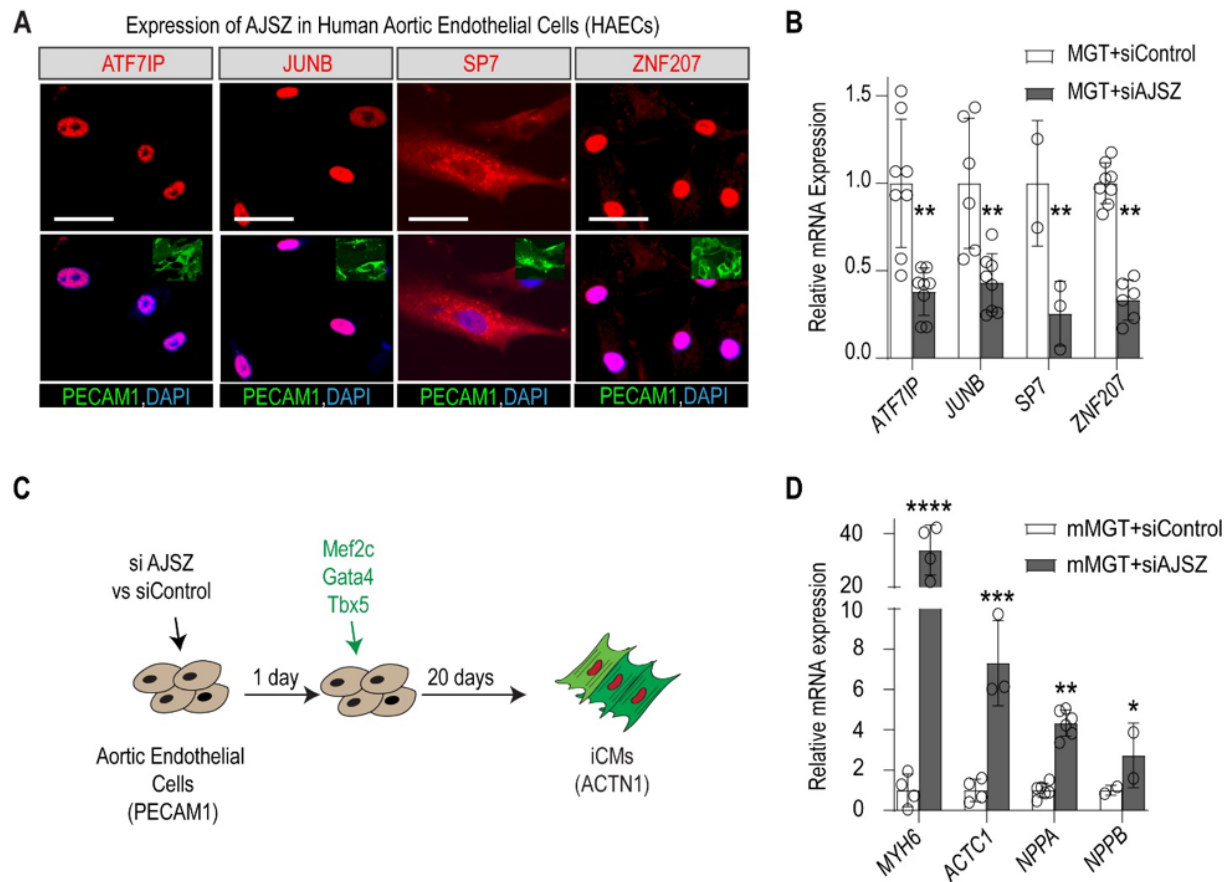 A
Expression of AJSZ in Human Aortic Endothelial Cells (HAECs)
ATF7IP
JUNB
SP7
ZNF207
PECAM1,DAPI
PECAM1,DAPI
PECAM1,DAPI
PECAM1,DAPI
B
MGT+siControl
MGT+siAJSZ
Relative mRNA Expression
1.5
1.0
0.5
0.0
**
**
**
**
ATF7IP
JUNB
SP7
ZNF207
C
si AJSZ
vs siControl
Mef2c
Gata4
Tbx5
1 day
20 days
Aortic Endothelial
Cells
(PECAM1)
iCMs
(ACTN1)
D
mMGT+siControl
mMGT+siAJSZ
Relative mRNA expression
40
20
8
6
4
2
0
****
***
**
*
MYH6
ACTC1
NPPA
NPPB